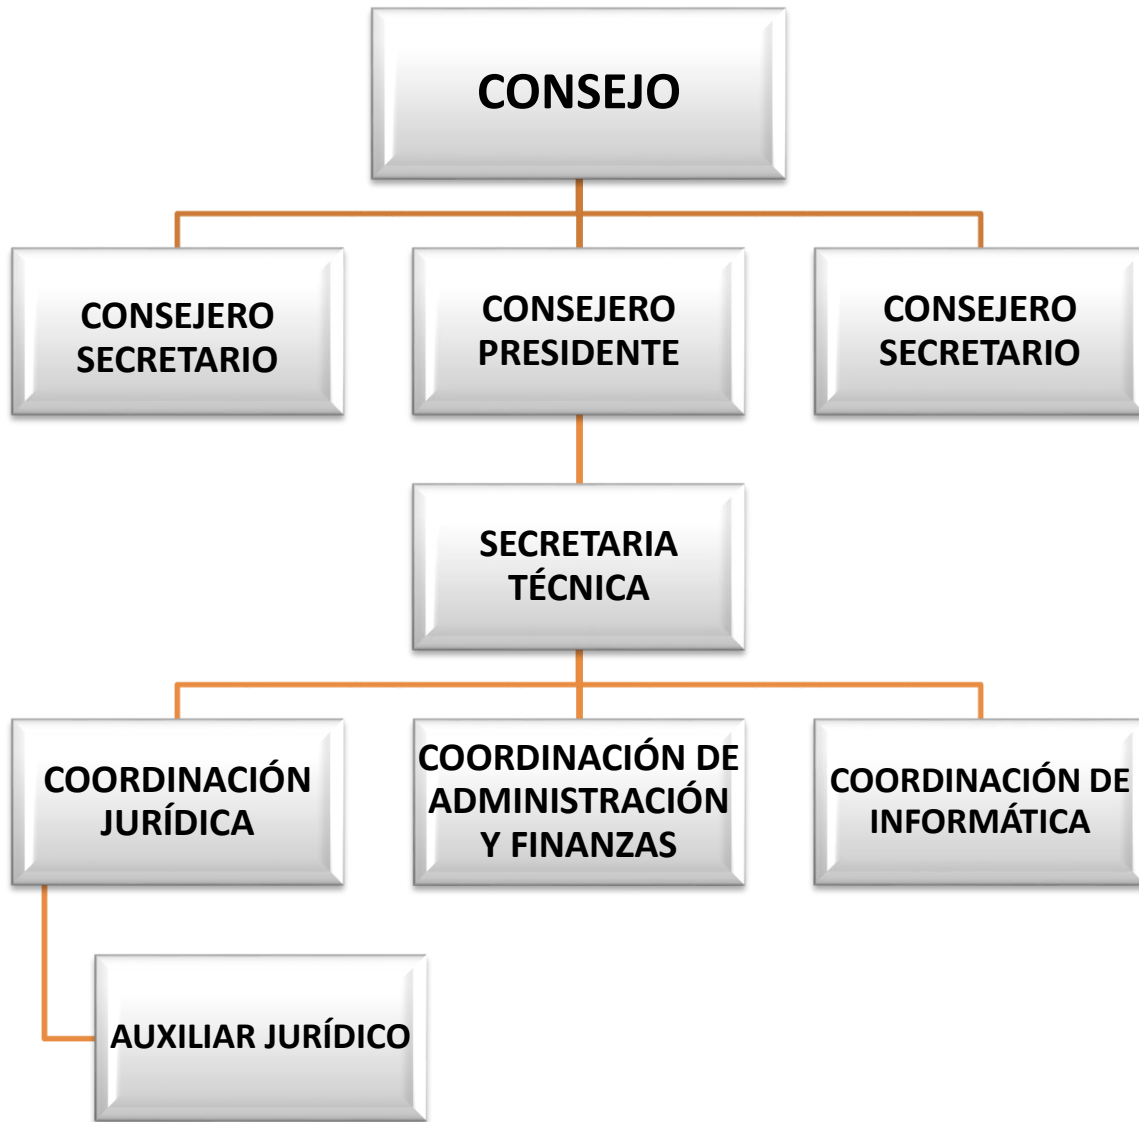 CONSEJO
CONSEJERO
SECRETARIO
CONSEJERO
PRESIDENTE
CONSEJERO
SECRETARIO
SECRETARIA
TÉCNICA
COORDINACIÓN
JURÍDICA
COORDINACIÓN DE
ADMINISTRACIÓN
Y FINANZAS
COORDINACIÓN DE
INFORMÁTICA
AUXILIAR JURÍDICO